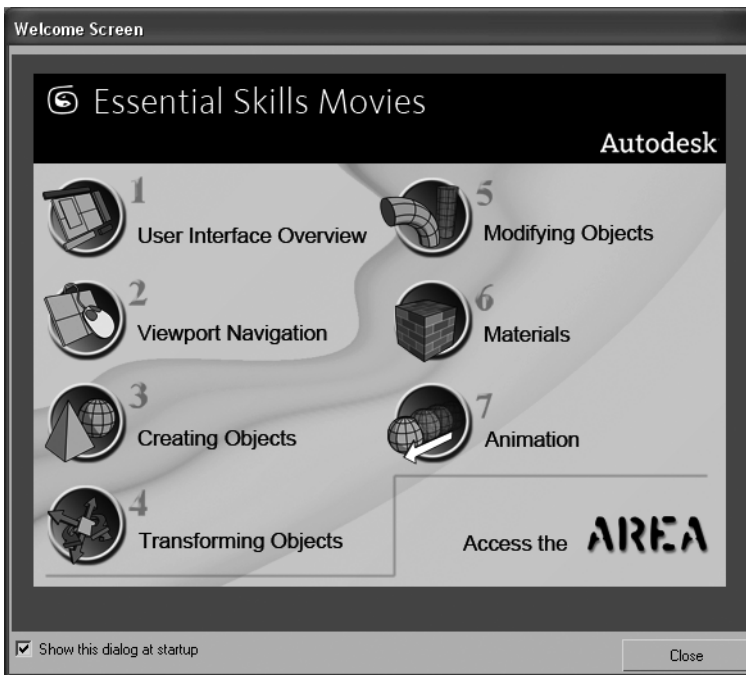 Welcome Screen
Essential Skills Movies
Autodesk
1
User Interface Overview
2
Viewport Navigation
3
Creating Objects
4
Transforming Objects
5
Modifying Objects
6
Materials
7
Animation
Access the AREA
Show this dialog at startup
Close